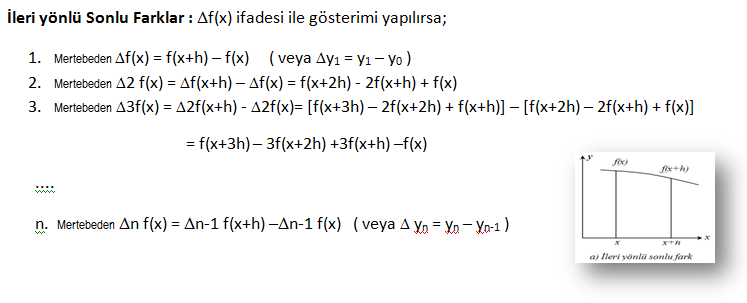 İleri yönlü Sonlu Farklar : Δf(x) ifadesi ile gösterimi yapılırsa;
1. Mertebeden Δf(x) = f(x+h) – f(x) ( veya Δy1 = y1 – y0 )
2. Mertebeden Δ2 f(x) = Δf(x+h) – Δf(x) = f(x+2h) - 2f(x+h) + f(x)
3. Mertebeden Δ3f(x) = Δ2f(x+h) - Δ2f(x)= [f(x+3h) – 2f(x+2h) + f(x+h)] – [f(x+2h) – 2f(x+h) + f(x)]
= f(x+3h) – 3f(x+2h) +3f(x+h) –f(x)
....
n. Mertebeden Δn f(x) = Δn-1 f(x+h) –Δn-1 f(x) ( veya Δ yn = yn – yn-1 )
y
f(x)
f(x+h)
x
x+h
x
a) İleri yönlü sonlu fark